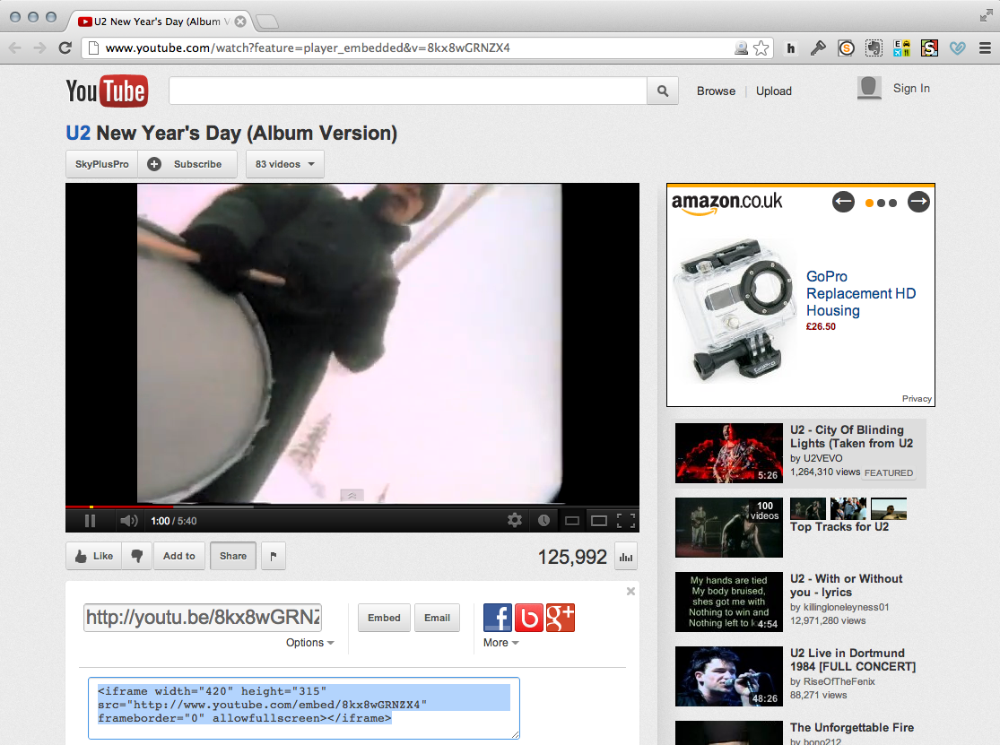 U2 New Year's Day (Album V
www.youtube.com/watch?feature=player_embedded&v=8kx8wGRNZX4
YouTube
Browse | Upload
Sign In
U2 New Year's Day (Album Version)
SkyPlusPro
Subscribe
83 videos
amazon.co.uk
GoPro
Replacement HD
Housing
£26.50
GoPro
Privacy
1:00 / 5:40
Like
Add to
Share
125,992
http://youtu.be/8kx8wGRNZ
Options
Embed
Email
More
<iframe width="420" height="315"
src="http://www.youtube.com/embed/8kx8wGRNZX4"
frameborder="0" allowfullscreen></iframe>
5:26
U2 - City Of Blinding
Lights (Taken from U2
by U2VEVO
1,264,310 views FEATURED
100
videos
Top Tracks for U2
My hands are tied
My body bruised,
shes got me with
Nothing to win and
Nothing left to
4:54
U2 - With or Without
you - lyrics
by killingloneleyness01
12,971,280 views
48:26
U2 Live in Dortmund
1984 [FULL CONCERT]
by RiseOfTheFenix
88,271 views
The Unforgettable Fire
by bono212